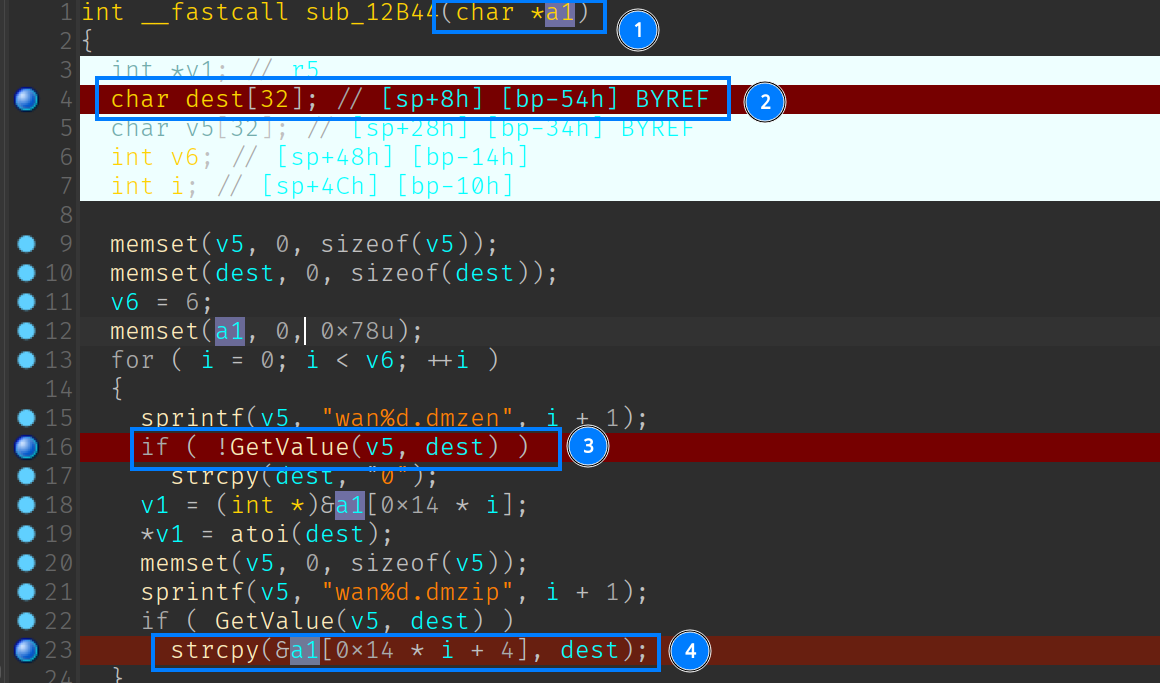 1 int __fastcall sub_12B44(char *a1) 1
2 {
3 int *v1; // r5
4 char dest[32]; // [sp+8h] [bp-54h] BYREF 2
5 char v5[32]; // [sp+28h] [bp-34h] BYREF
6 int v6; // [sp+48h] [bp-14h]
7 int i; // [sp+4Ch] [bp-10h]
8
9 memset(v5, 0, sizeof(v5));
10 memset(dest, 0, sizeof(dest));
11 v6 = 6;
12 memset(a1, 0, 0×78u);
13 for ( i = 0; i < v6; ++i )
14 {
15 sprintf(v5, "wan%d.dmzen", i + 1);
16 if ( !GetValue(v5, dest) ) 3
17 strcpy(dest, "0");
18 v1 = (int *)&a1[0×14 * i];
19 *v1 = atoi(dest);
20 memset(v5, 0, sizeof(v5));
21 sprintf(v5, "wan%d.dmzip", i + 1);
22 if ( GetValue(v5, dest) )
23 strcpy(&a1[0×14 * i + 4], dest); 4
24 }